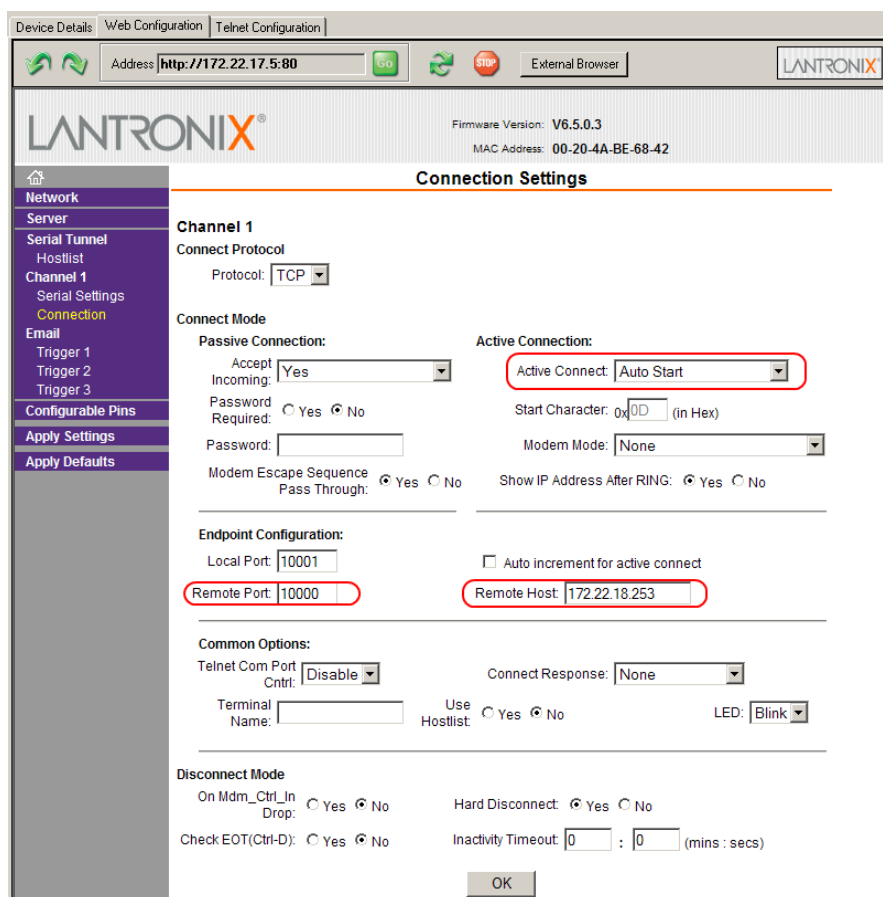 Device Details Web Configuration Telnet Configuration
Address http://172.22.17.5:80 Go STOP External Browser LANTRONIX
LANTRONIX®
Firmware Version: V6.5.0.3
MAC Address: 00-20-4A-BE-68-42
Network
Server
Serial Tunnel
Hostlist
Channel 1
Serial Settings
Connection
Email
Trigger 1
Trigger 2
Trigger 3
Configurable Pins
Apply Settings
Apply Defaults
Connection Settings
Channel 1
Connect Protocol
Protocol: TCP
Connect Mode
Passive Connection:
Accept Incoming: Yes
Password Required: Yes No
Password:
Modem Escape Sequence Pass Through: Yes No
Active Connection:
Active Connect: Auto Start
Start Character: 0x 0D (in Hex)
Modem Mode: None
Show IP Address After RING: Yes No
Endpoint Configuration:
Local Port: 10001 Auto increment for active connect
Remote Port: 10000 Remote Host: 172.22.18.253
Common Options:
Telnet Com Port Cntrl: Disable Connect Response: None
Terminal Name: Use Hostlist: Yes No LED: Blink
Disconnect Mode
On Mdm_Ctrl_In Drop: Yes No Hard Disconnect: Yes No
Check EOT(Ctrl-D): Yes No Inactivity Timeout: 0 : 0 (mins : secs)
OK